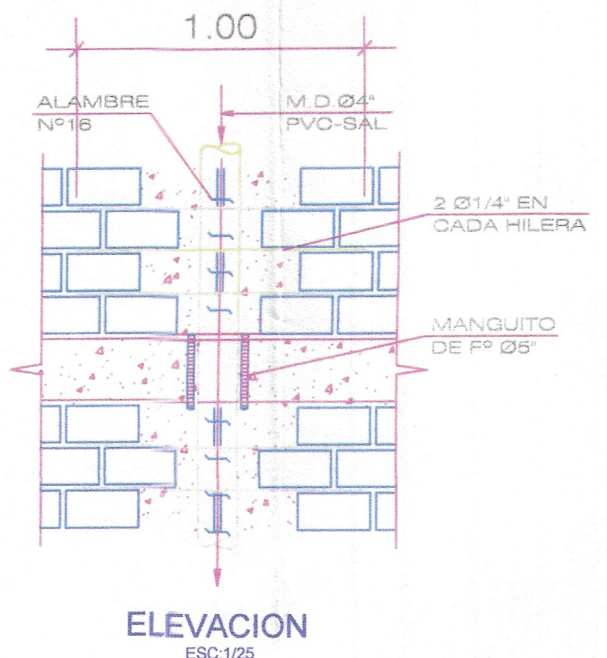 1.00
ALAMBRE
Nº16
M.D.Ø4"
PVC-SAL
2 Ø1/4" EN
CADA HILERA
MANGUITO
DE Fº Ø5"
ELEVACION
ESC:1/25